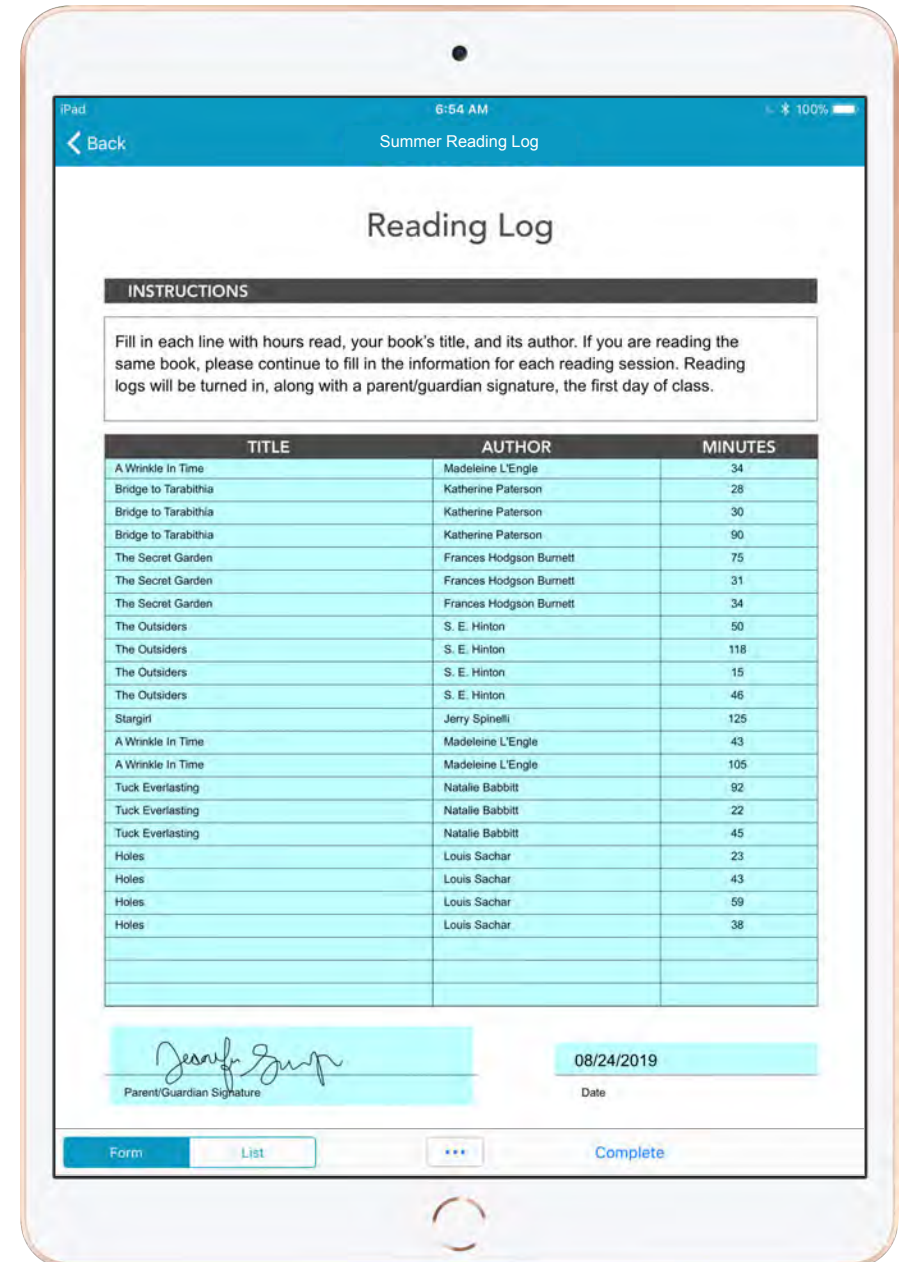 iPad 6:54 AM 100%
Back Summer Reading Log
Reading Log
INSTRUCTIONS
Fill in each line with hours read, your book's title, and its author. If you are reading the
same book, please continue to fill in the information for each reading session. Reading
logs will be turned in, along with a parent/guardian signature, the first day of class.
TITLE AUTHOR MINUTES
A Wrinkle In Time Madeleine L'Engle 34
Bridge to Tarabithia Katherine Paterson 28
Bridge to Tarabithia Katherine Paterson 30
Bridge to Tarabithia Katherine Paterson 90
The Secret Garden Frances Hodgson Burnett 75
The Secret Garden Frances Hodgson Burnett 31
The Secret Garden Frances Hodgson Burnett 34
The Outsiders S. E. Hinton 50
The Outsiders S. E. Hinton 118
The Outsiders S. E. Hinton 15
The Outsiders S. E. Hinton 46
Stargirl Jerry Spinelli 125
A Wrinkle In Time Madeleine L'Engle 43
A Wrinkle In Time Madeleine L'Engle 105
Tuck Everlasting Natalie Babbitt 92
Tuck Everlasting Natalie Babbitt 22
Tuck Everlasting Natalie Babbitt 45
Holes Louis Sachar 23
Holes Louis Sachar 43
Holes Louis Sachar 59
Holes Louis Sachar 38
08/24/2019
Parent/Guardian Signature Date
Form List ... Complete